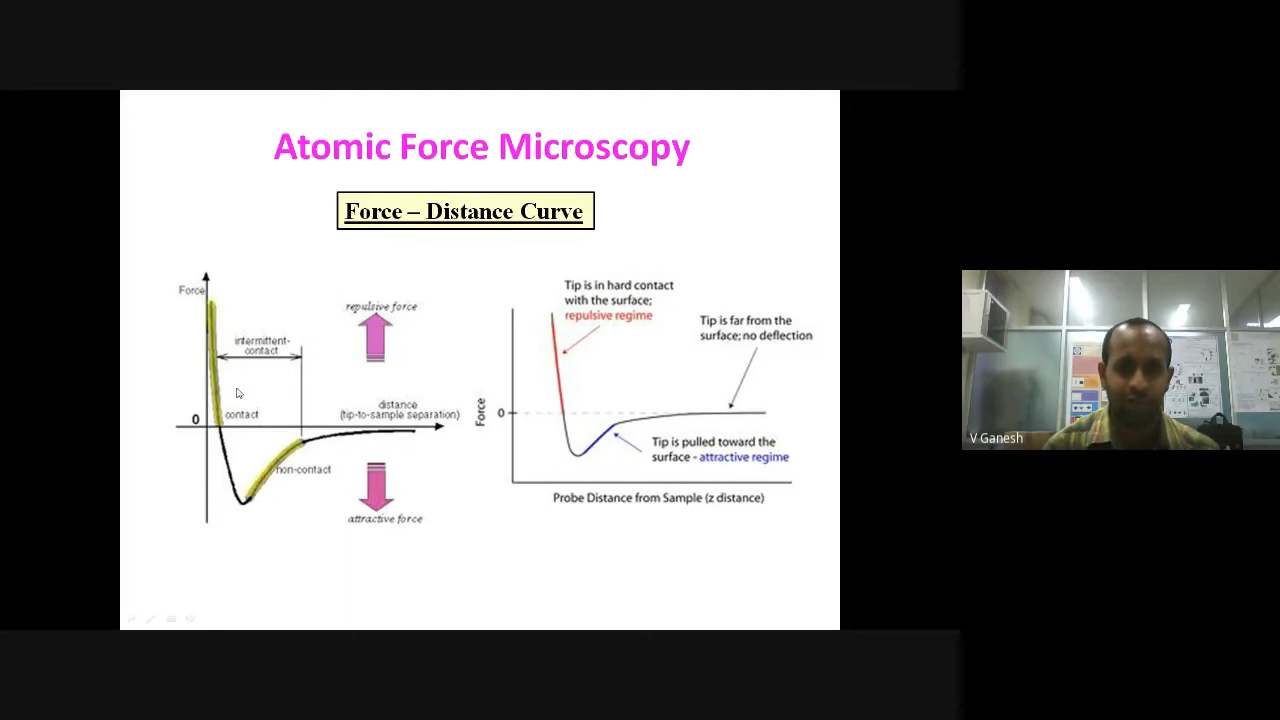 Atomic Force Microscopy
Force – Distance Curve
Force
intermittent-
contact
0
contact
non-contact
repulsive force
distance
(tip-to-sample separation)
attractive force
Tip is in hard contact
with the surface;
repulsive regime
Tip is far from the
surface; no deflection
Force
0
Tip is pulled toward the
surface - attractive regime
Probe Distance from Sample (z distance)
V Ganesh